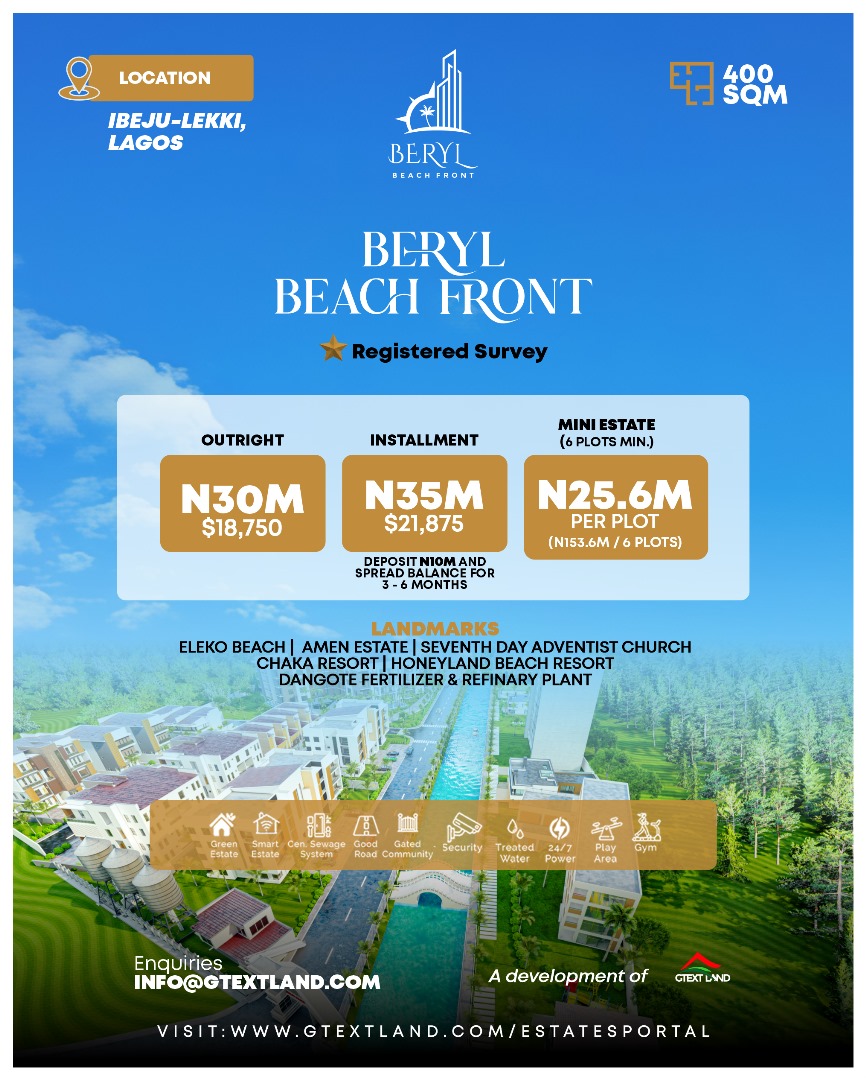 LOCATION
IBEJU-LEKKI,
LAGOS
BERYL
BEACH FRONT
400
SQM
BERYL
BEACH FRONT
Registered Survey
OUTRIGHT
N30M
$18,750
INSTALLMENT
N35M
$21,875
DEPOSIT N10M AND
SPREAD BALANCE FOR
3 - 6 MONTHS
MINI ESTATE
(6 PLOTS MIN.)
N25.6M
PER PLOT
(N153.6M / 6 PLOTS)
LANDMARKS
ELEKO BEACH | AMEN ESTATE | SEVENTH DAY ADVENTIST CHURCH
CHAKA RESORT | HONEYLAND BEACH RESORT
DANGOTE FERTILIZER & REFINARY PLANT
Green
Estate
Smart
Estate
Cen. Sewage
System
Good
Road
Gated
Community
Security
Treated
Water
24/7
Power
Play
Area
Gym
Enquiries
INFO@GTEXTLAND.COM
A development of
GTEXT LAND
VISIT:WWW.GTEXTLAND.COM/ESTATESPORTAL